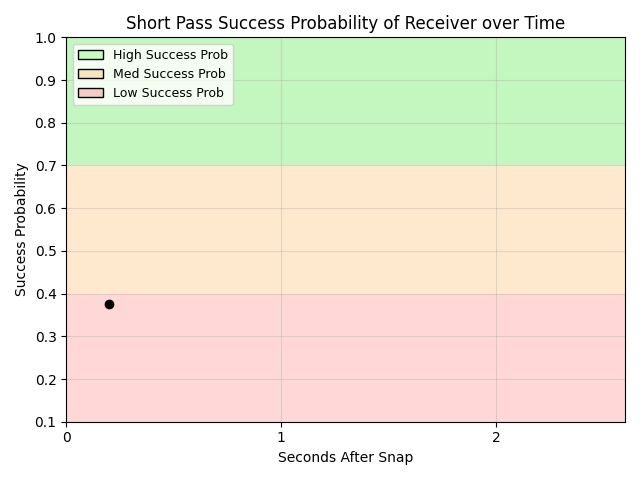 Short Pass Success Probability of Receiver over Time
1.0
High Success Prob
Med Success Prob
Low Success Prob
0.9
0.8
0.7
0.6
0.5
0.4
0.3
0.2
0.1
Success Probability
0
1
2
Seconds After Snap